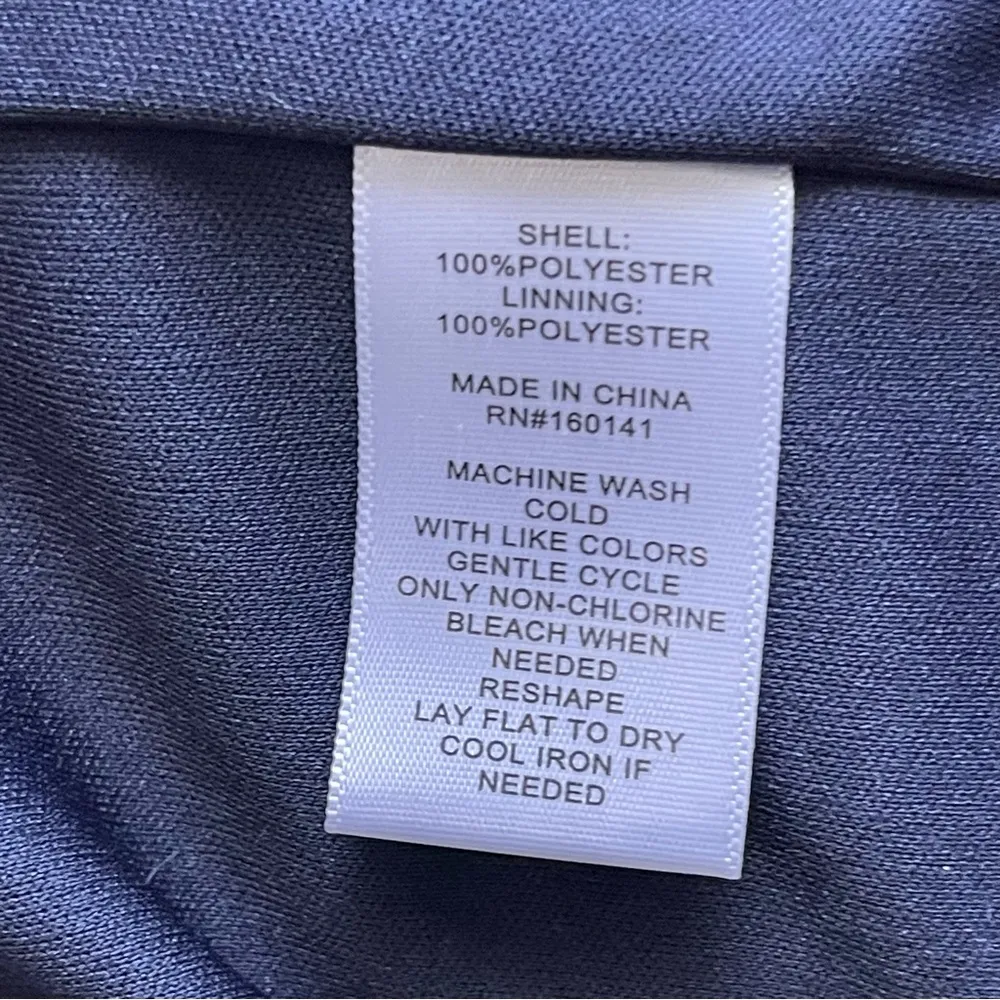 SHELL:
100%POLYESTER
LINNING:
100%POLYESTER
MADE IN CHINA
RN#160141
MACHINE WASH
COLD
WITH LIKE COLORS
GENTLE CYCLE
ONLY NON-CHLORINE
BLEACH WHEN
NEEDED
RESHAPE
LAY FLAT TO DRY
COOL IRON IF
NEEDED